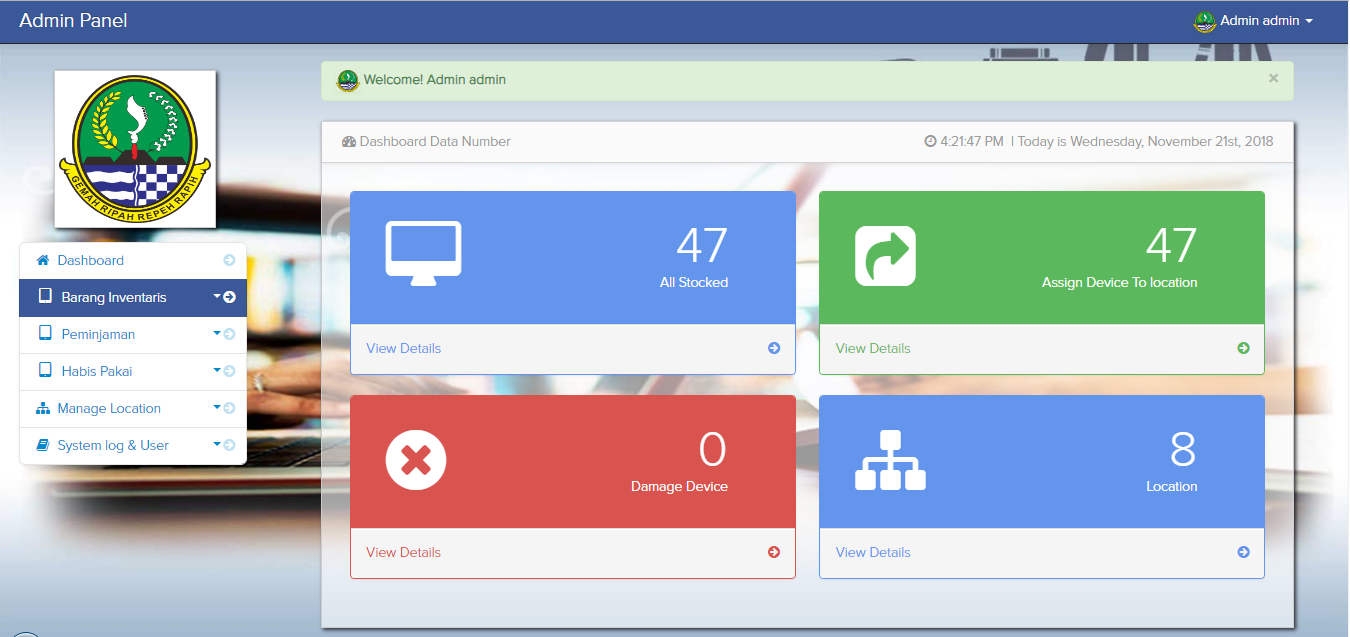 Admin Panel
Admin admin
GEMAH RIPAH REPEH RAPIH
Welcome! Admin admin
×
Dashboard Data Number
4:21:47 PM | Today is Wednesday, November 21st, 2018
Dashboard
Barang Inventaris
Peminjaman
Habis Pakai
Manage Location
System log & User
47
All Stocked
View Details
47
Assign Device To location
View Details
0
Damage Device
View Details
8
Location
View Details